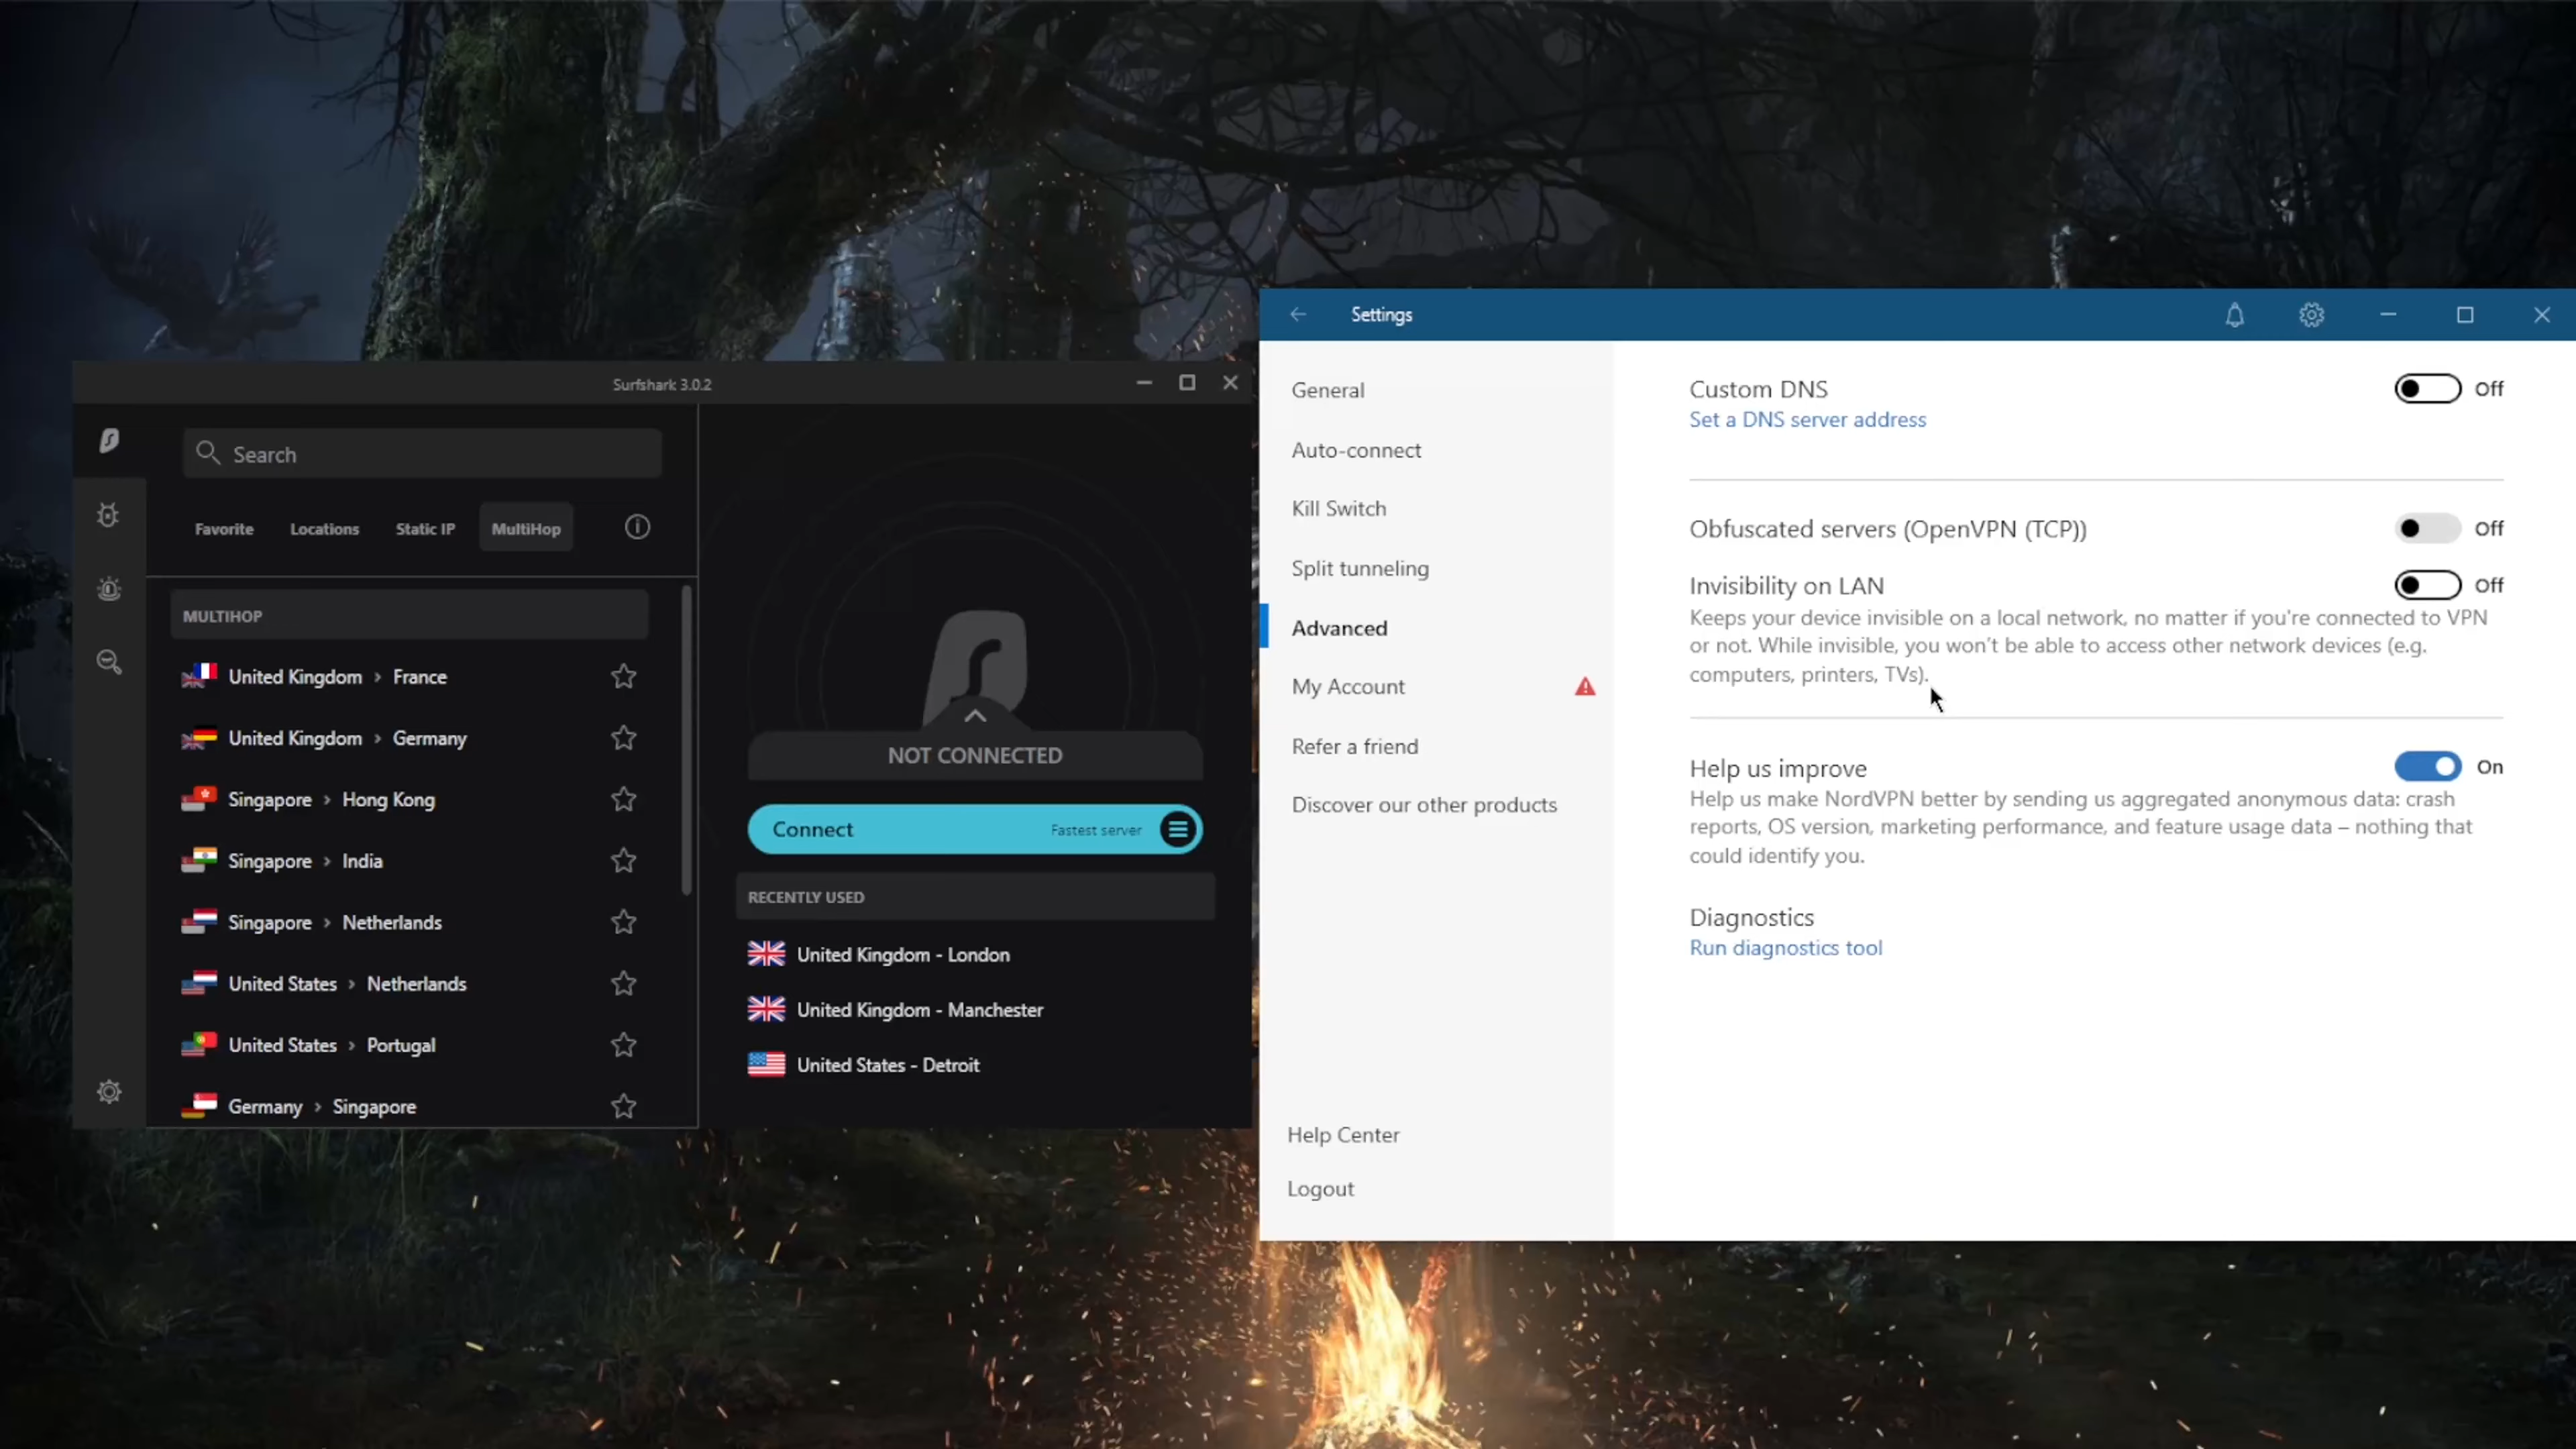 Surfshark 3.0.2
Search
Favorite
Locations
Static IP
MultiHop
MULTIHOP
United Kingdom > France
United Kingdom > Germany
Singapore > Hong Kong
Singapore > India
Singapore > Netherlands
United States > Netherlands
United States > Portugal
Germany > Singapore
NOT CONNECTED
Connect
Fastest server
RECENTLY USED
United Kingdom - London
United Kingdom - Manchester
United States - Detroit
Settings
General
Auto-connect
Kill Switch
Split tunneling
Advanced
My Account
Refer a friend
Discover our other products
Help Center
Logout
Custom DNS
Off
Set a DNS server address
Obfuscated servers (OpenVPN (TCP))
Off
Invisibility on LAN
Off
Keeps your device invisible on a local network, no matter if you're connected to VPN
or not. While invisible, you won't be able to access other network devices (e.g.
computers, printers, TVs).
Help us improve
On
Help us make NordVPN better by sending us aggregated anonymous data: crash
reports, OS version, marketing performance, and feature usage data – nothing that
could identify you.
Diagnostics
Run diagnostics tool